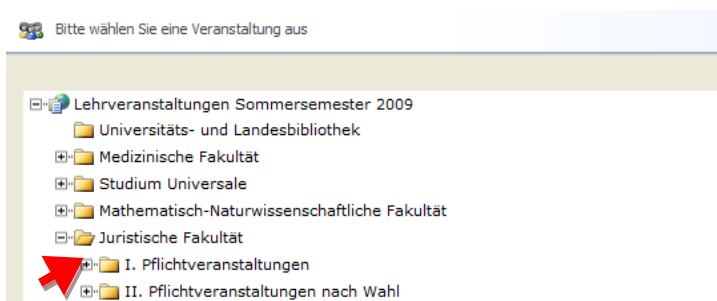 Bitte wählen Sie eine Veranstaltung aus
Lehrveranstaltungen Sommersemester 2009
Universitäts- und Landesbibliothek
Medizinische Fakultät
Studium Universale
Mathematisch-Naturwissenschaftliche Fakultät
Juristische Fakultät
I. Pflichtveranstaltungen
II. Pflichtveranstaltungen nach Wahl